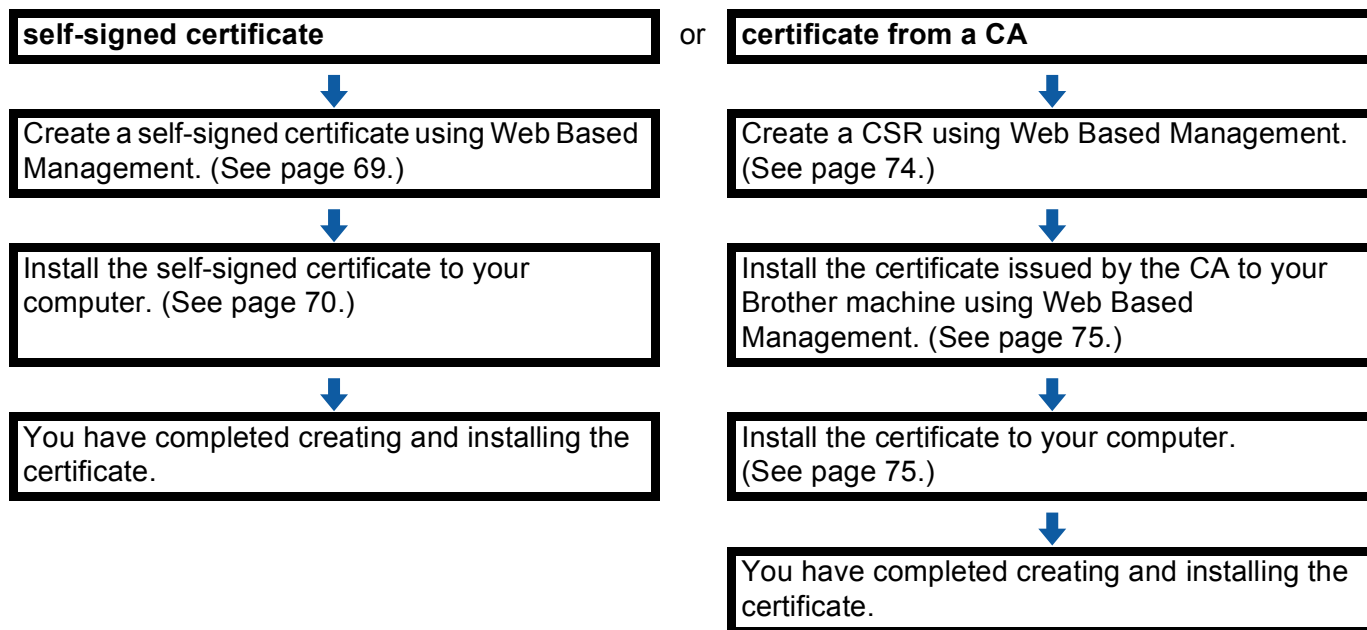 self-signed certificate
or
certificate from a CA
Create a self-signed certificate using Web Based
Management. (See page 69.)
Create a CSR using Web Based Management.
(See page 74.)
Install the self-signed certificate to your
computer. (See page 70.)
Install the certificate issued by the CA to your
Brother machine using Web Based
Management. (See page 75.)
You have completed creating and installing the
certificate.
Install the certificate to your computer.
(See page 75.)
You have completed creating and installing the
certificate.